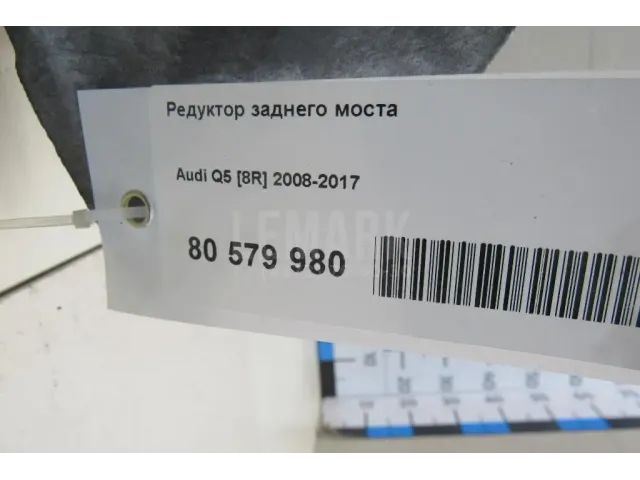 Редуктор заднего моста
Audi Q5 [8R] 2008-2017
LEMARK
80 579 980